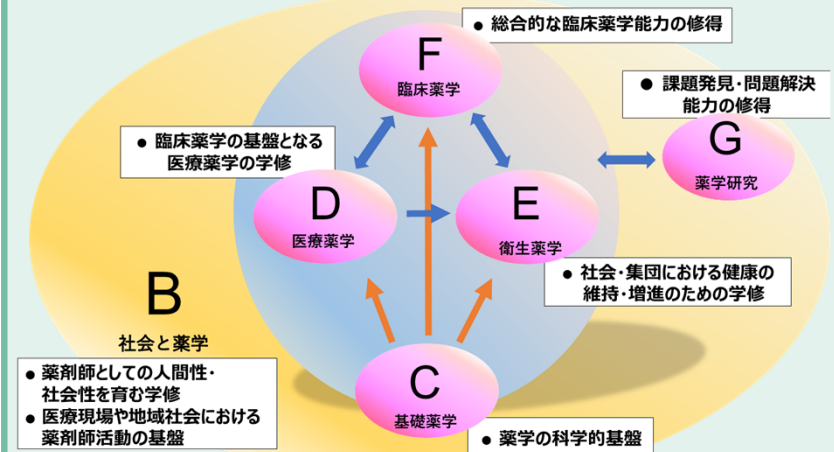 ● 総合的な臨床薬学能力の修得
F
臨床薬学
● 課題発見・問題解決
能力の修得
G
薬学研究
● 臨床薬学の基盤となる
医療薬学の学修
D
医療薬学
E
衛生薬学
● 社会・集団における健康の
維持・増進のための学修
B
社会と薬学
● 薬剤師としての人間性・
社会性を育む学修
● 医療現場や地域社会における
薬剤師活動の基盤
C
基礎薬学
● 薬学の科学的基盤